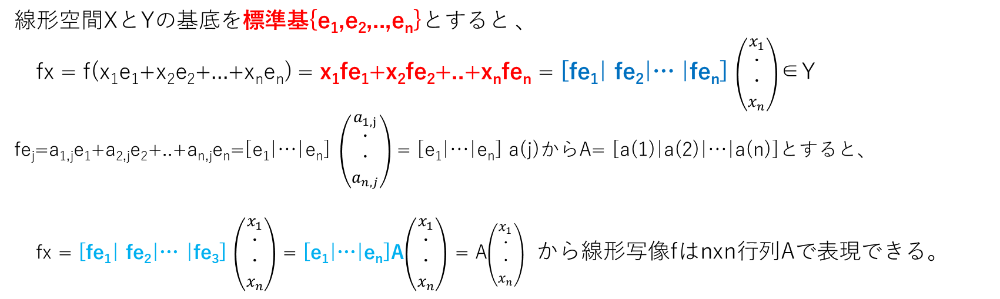 線形空間XとYの基底を標準基{e₁,e₂,..,eₙ}とすると、
fx = f(x₁e₁+x₂e₂+...+xₙeₙ) = x₁fe₁+x₂fe₂+..+xₙfeₙ = [fe₁| fe₂|⋯ |feₙ] (x₁ · · xₙ) ∈ Y
feⱼ=a₁,ⱼe₁+a₂,ⱼe₂+..+aₙ,ⱼeₙ=[e₁|⋯|eₙ] (a₁,ⱼ · · aₙ,ⱼ) = [e₁|⋯|eₙ] a(j)からA= [a(1)|a(2)|⋯|a(n)]とすると、
fx = [fe₁| fe₂|⋯ |fe₃] (x₁ · · xₙ) = [e₁|⋯|eₙ]A(x₁ · · xₙ) = A(x₁ · · xₙ) から線形写像fはnxn行列Aで表現できる。